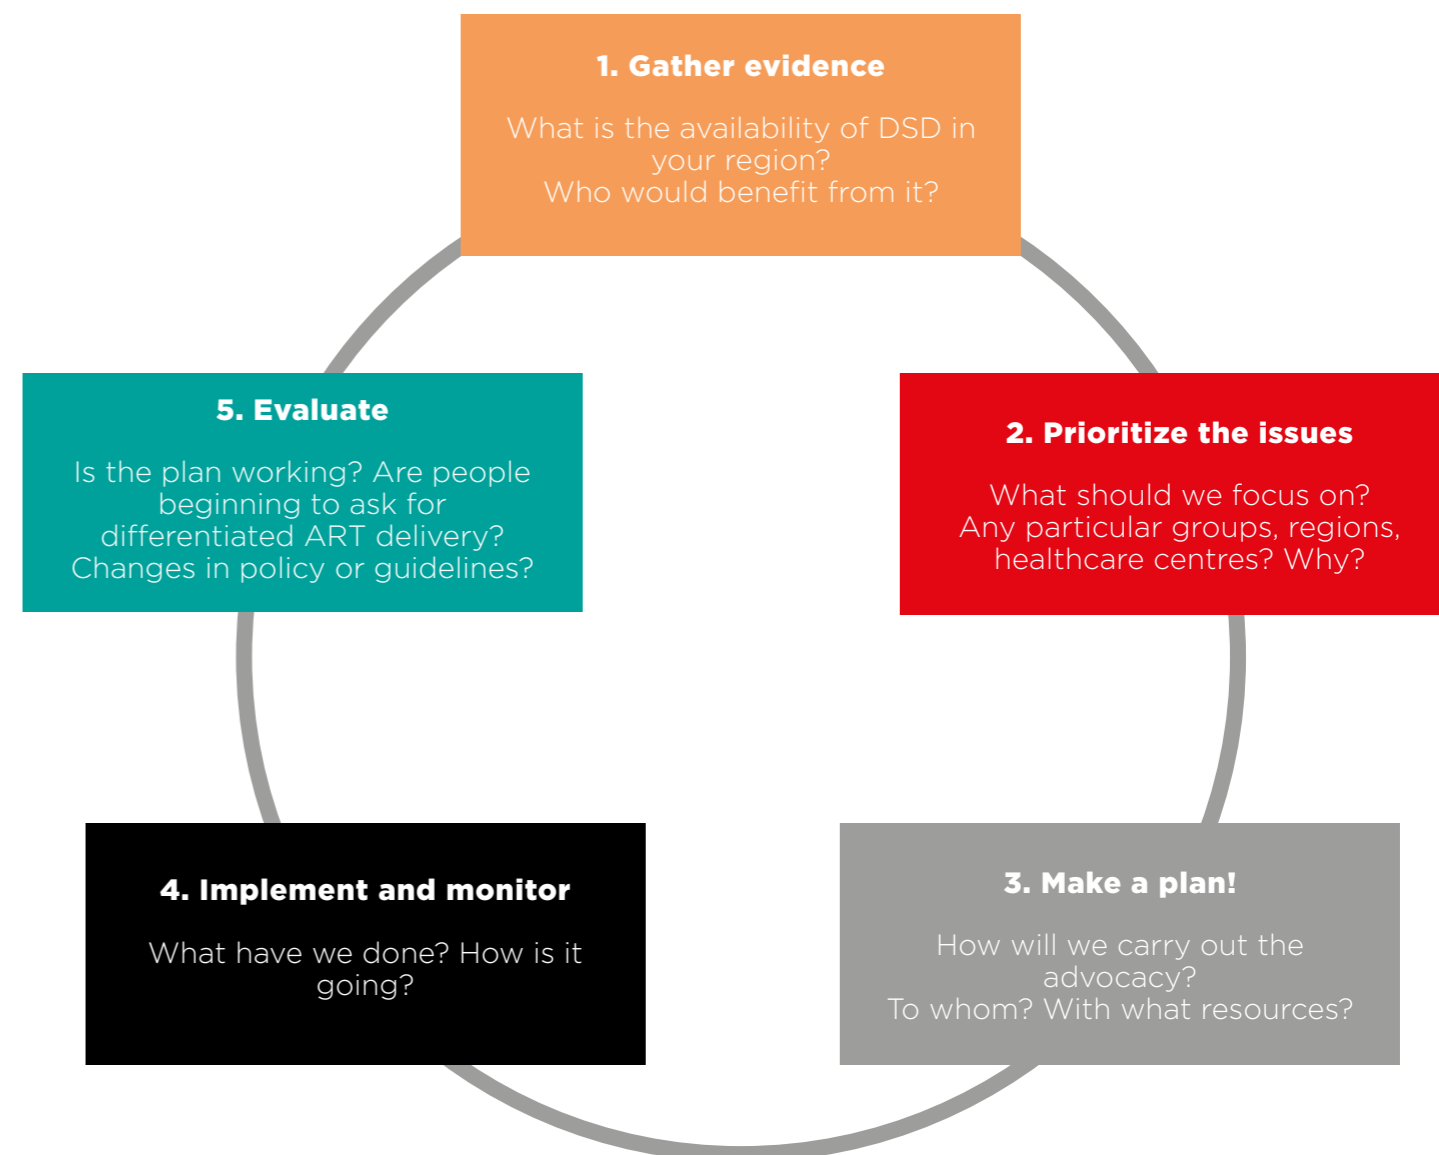 1. Gather evidence
What is the availability of DSD in
your region?
Who would benefit from it?
2. Prioritize the issues
What should we focus on?
Any particular groups, regions,
healthcare centres? Why?
3. Make a plan!
How will we carry out the
advocacy?
To whom? With what resources?
4. Implement and monitor
What have we done? How is it
going?
5. Evaluate
Is the plan working? Are people
beginning to ask for
differentiated ART delivery?
Changes in policy or guidelines?